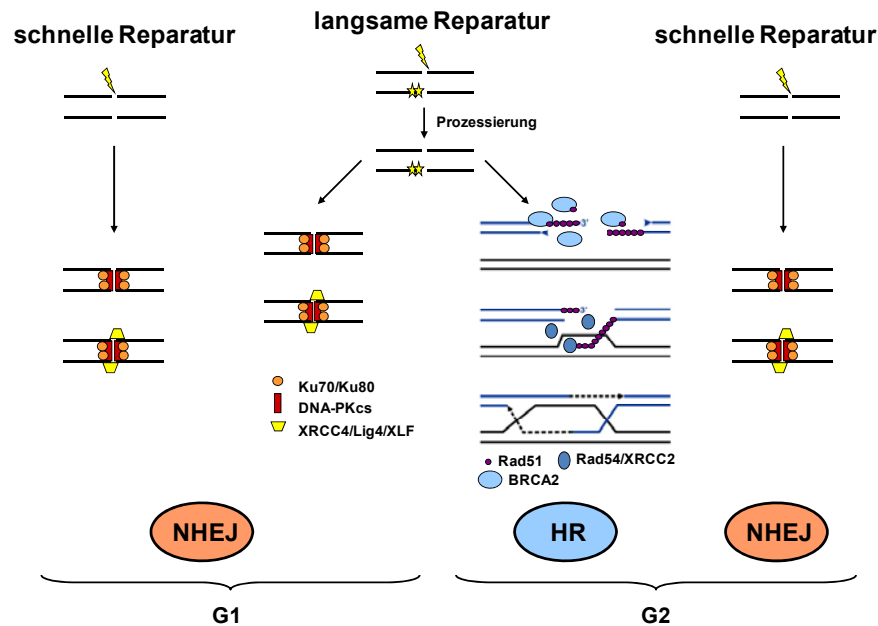 schnelle Reparatur
langsame Reparatur
schnelle Reparatur
Prozessierung
3'
3'
Ku70/Ku80
DNA-PKcs
XRCC4/Lig4/XLF
Rad51
Rad54/XRCC2
BRCA2
NHEJ
HR
NHEJ
G1
G2